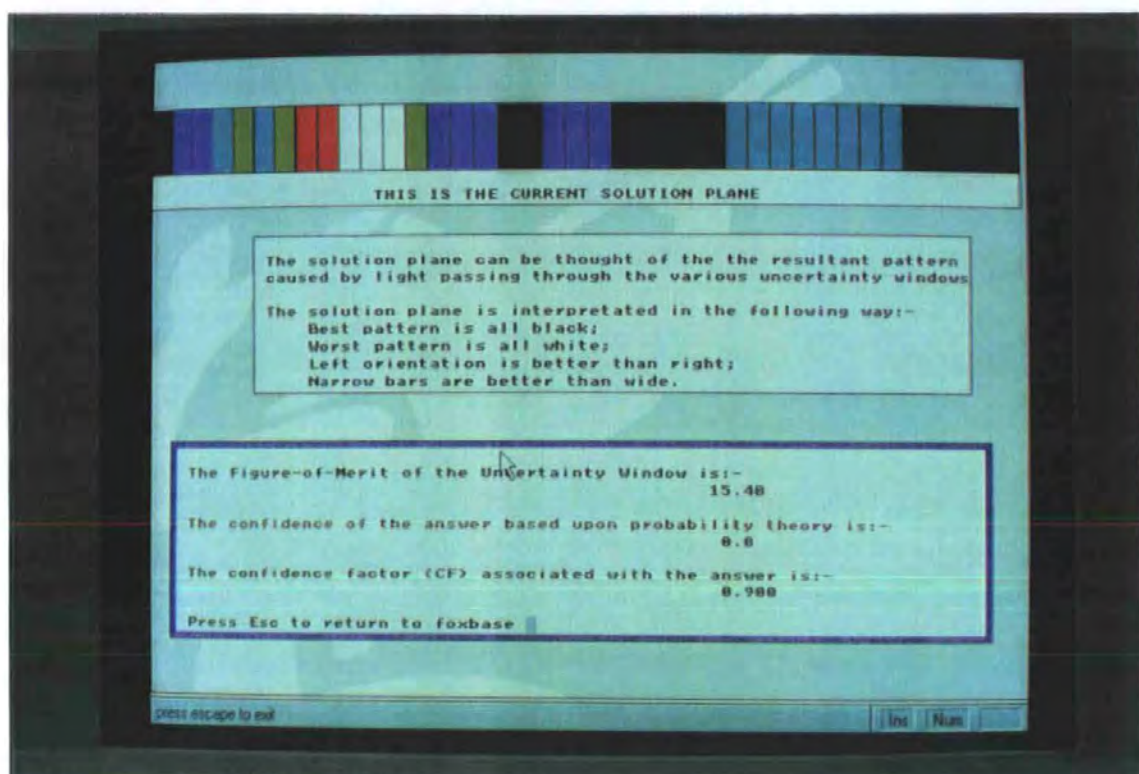 THIS IS THE CURRENT SOLUTION PLANE
The solution plane can be thought of the the resultant pattern
caused by light passing through the various uncertainty windows
The solution plane is interpretated in the following way:-
Best pattern is all black;
Worst pattern is all white;
Left orientation is better than right;
Narrow bars are better than wide.
The Figure-of-Merit of the Uncertainty Window is:-
15.40
The confidence of the answer based upon probability theory is:-
0.0
The confidence factor (CF) associated with the answer is:-
0.900
Press Esc to return to foxbase
press escape to exit
Ins Num